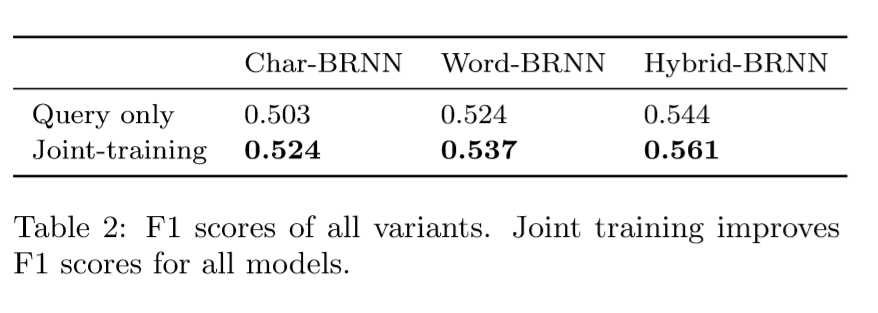 Char-BRNN Word-BRNN Hybrid-BRNN
Query only 0.503 0.524 0.544
Joint-training 0.524 0.537 0.561
Table 2: F1 scores of all variants. Joint training improves
F1 scores for all models.